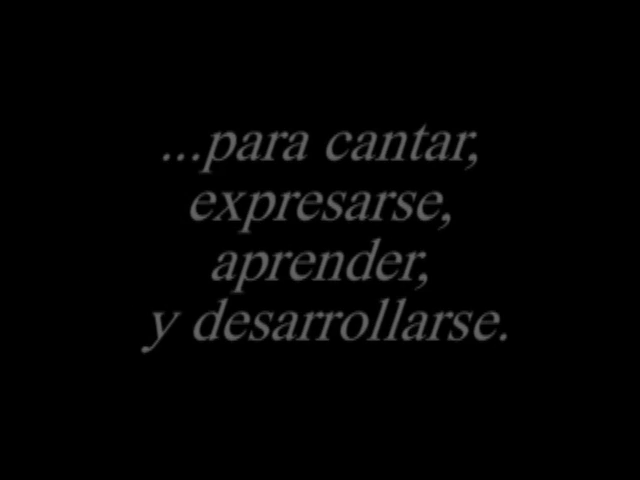 ...para cantar,
expresarse,
aprender,
y desarrollarse.